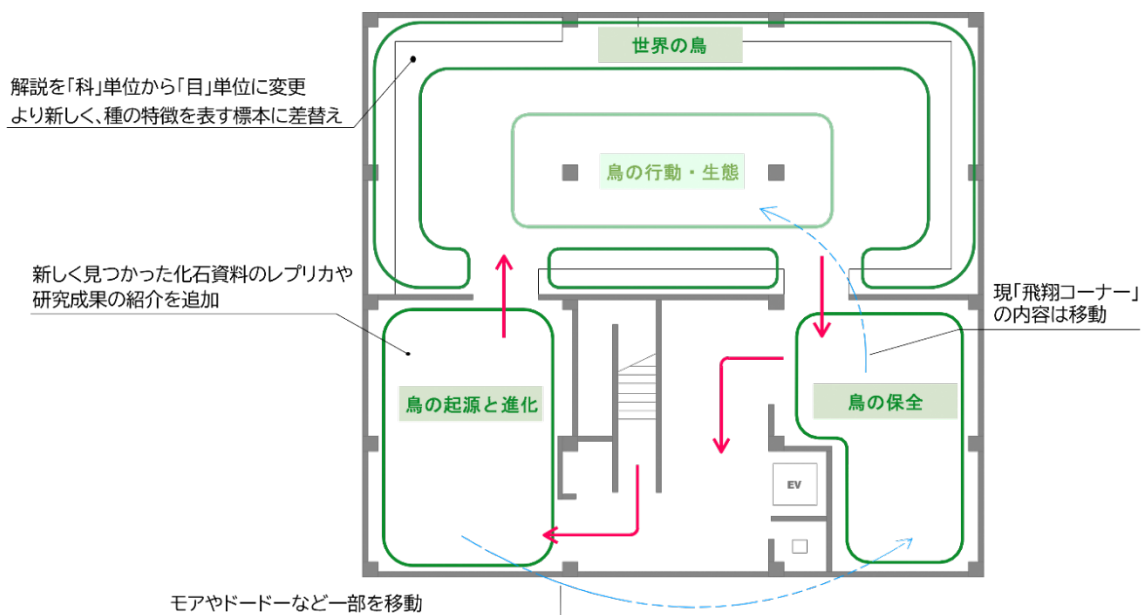 世界の鳥
解説を「科」単位から「目」単位に変更
より新しく、種の特徴を表す標本に差替え
鳥の行動・生態
新しく見つかった化石資料のレプリカや
研究成果の紹介を追加
現「飛翔コーナー」
の内容は移動
鳥の起源と進化
鳥の保全
EV
モアやドードーなど一部を移動